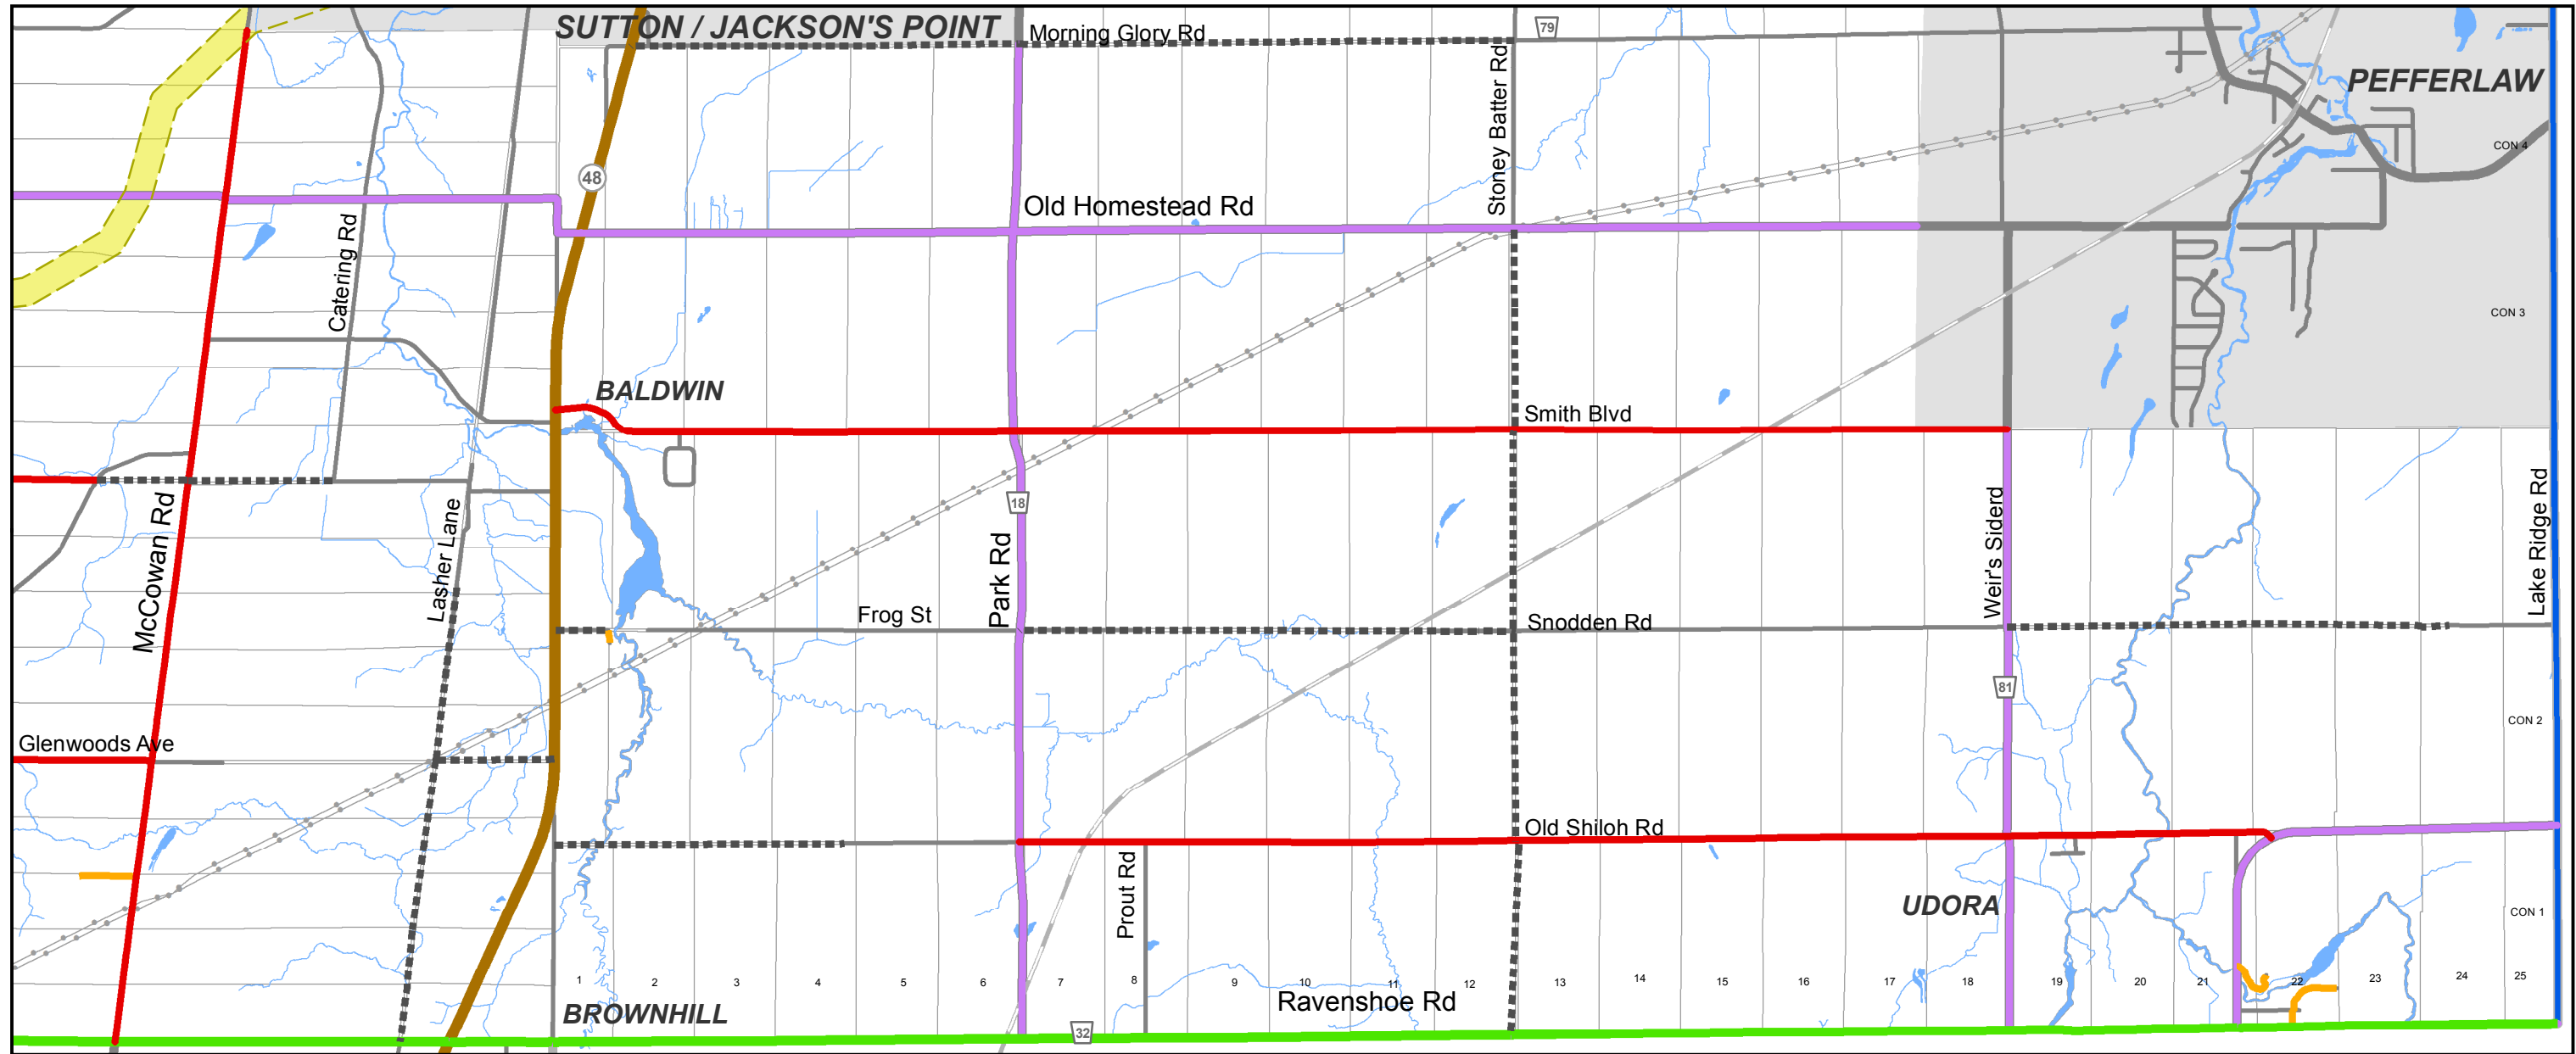 SUTTON / JACKSON'S POINT
Morning Glory Rd
79
Stoney Batter Rd
PEFFERLAW
CON 4
48
Old Homestead Rd
Catering Rd
CON 3
BALDWIN
Smith Blvd
McCowan Rd
Lasher Lane
18
Park Rd
Weir's Siderd
Lake Ridge Rd
Frog St
Snodden Rd
81
CON 2
Glenwoods Ave
Old Shiloh Rd
Prout Rd
UDORA
CON 1
1 2 3 4 5 6 7 8 9 10 11 12 13 14 15 16 17 18 19 20 21 22 23 24 25
BROWNHILL
Ravenshoe Rd
32